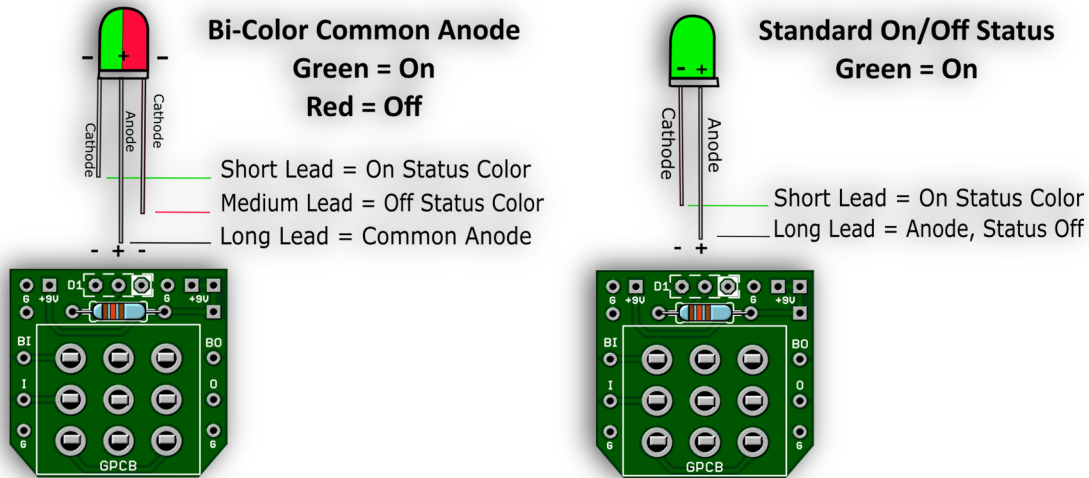 Bi-Color Common Anode
Green = On
Red = Off
- + -
Cathode
Anode
Cathode
Short Lead = On Status Color
Medium Lead = Off Status Color
Long Lead = Common Anode
- + -
D1
G +9V G +9V
BI BO
I O
G G
GPCB
Standard On/Off Status
Green = On
- +
Cathode
Anode
Short Lead = On Status Color
Long Lead = Anode, Status Off
- +
D1
G +9V G +9V
BI BO
I O
G G
GPCB